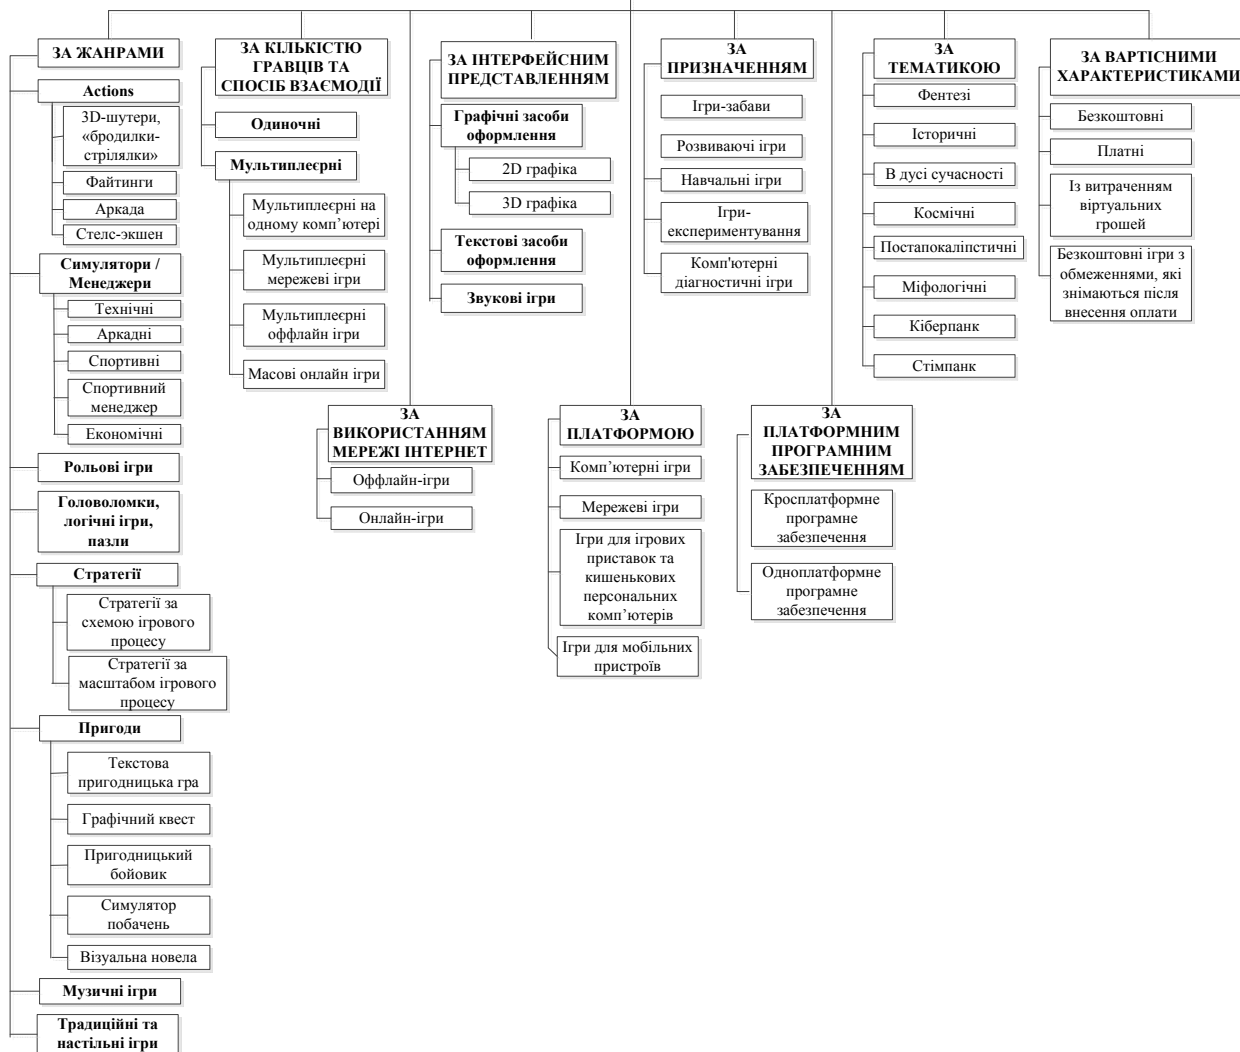 ЗА ЖАНРАМИ
Actions
3D-шутери,
«бродилки-
стрілялки»
Файтинги
Аркада
Стелс-экшен
Симулятори /
Менеджери
Технічні
Аркадні
Спортивні
Спортивний
менеджер
Економічні
Рольові ігри
Головоломки,
логічні ігри,
пазли
Стратегії
Стратегії за
схемою ігрового
процесу
Стратегії за
масштабом ігрового
процесу
Пригоди
Текстова
пригодницька гра
Графічний квест
Пригодницький
бойовик
Симулятор
побачень
Візуальна новела
Музичні ігри
Традиційні та
настільні ігри
ЗА КІЛЬКІСТЮ
ГРАВЦІВ ТА
СПОСІБ ВЗАЄМОДІЇ
Одиночні
Мультиплеєрні
Мультиплеєрні на
одному комп’ютері
Мультиплеєрні
мережеві ігри
Мультиплеєрні
оффлайн ігри
Масові онлайн ігри
ЗА
ВИКОРИСТАННЯМ
МЕРЕЖІ ІНТЕРНЕТ
Оффлайн-ігри
Онлайн-ігри
ЗА ІНТЕРФЕЙСНИМ
ПРЕДСТАВЛЕННЯМ
Графічні засоби
оформлення
2D графіка
3D графіка
Текстові засоби
оформлення
Звукові ігри
ЗА
ПЛАТФОРМОЮ
Комп’ютерні ігри
Мережеві ігри
Ігри для ігрових
приставок та
кишенькових
персональних
комп’ютерів
Ігри для мобільних
пристроїв
ЗА
ПРИЗНАЧЕННЯМ
Ігри-забави
Розвиваючі ігри
Навчальні ігри
Ігри-
експериментування
Комп'ютерні
діагностичні ігри
ЗА
ПЛАТФОРМНИМ
ПРОГРАМНИМ
ЗАБЕЗПЕЧЕННЯМ
Кросплатформне
програмне
забезпечення
Одноплатформне
програмне
забезпечення
ЗА
ТЕМАТИКОЮ
Фентезі
Історичні
В дусі сучасності
Космічні
Постапокаліпстичні
Міфологічні
Кіберпанк
Стімпанк
ЗА ВАРТІСНИМИ
ХАРАКТЕРИСТИКАМИ
Безкоштовні
Платні
Із витраченням
віртуальних
грошей
Безкоштовні ігри з
обмеженнями, які
знімаються після
внесення оплати